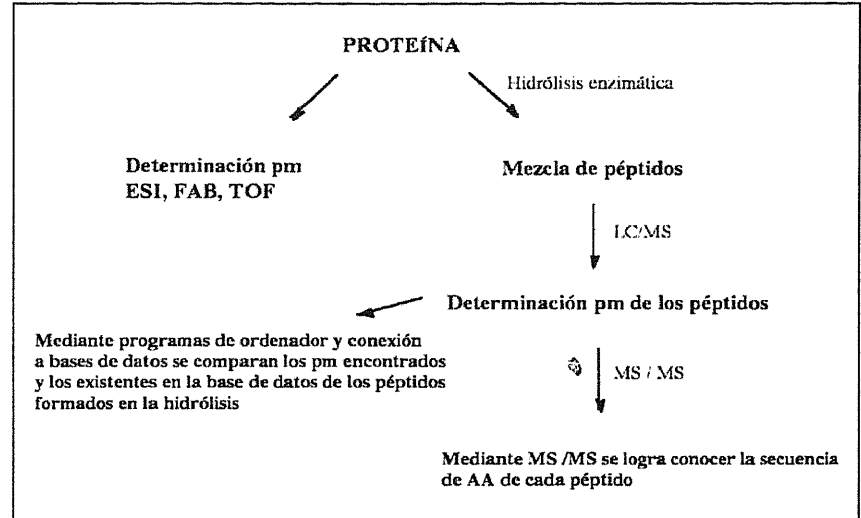 PROTEÍNA
Hidrólisis enzimática
Determinación pm
ESI, FAB, TOF
Mezcla de péptidos
LC/MS
Determinación pm de los péptidos
Mediante programas de ordenador y conexión
a bases de datos se comparan los pm encontrados
y los existentes en la base de datos de los péptidos
formados en la hidrólisis
MS / MS
Mediante MS /MS se logra conocer la secuencia
de AA de cada péptido